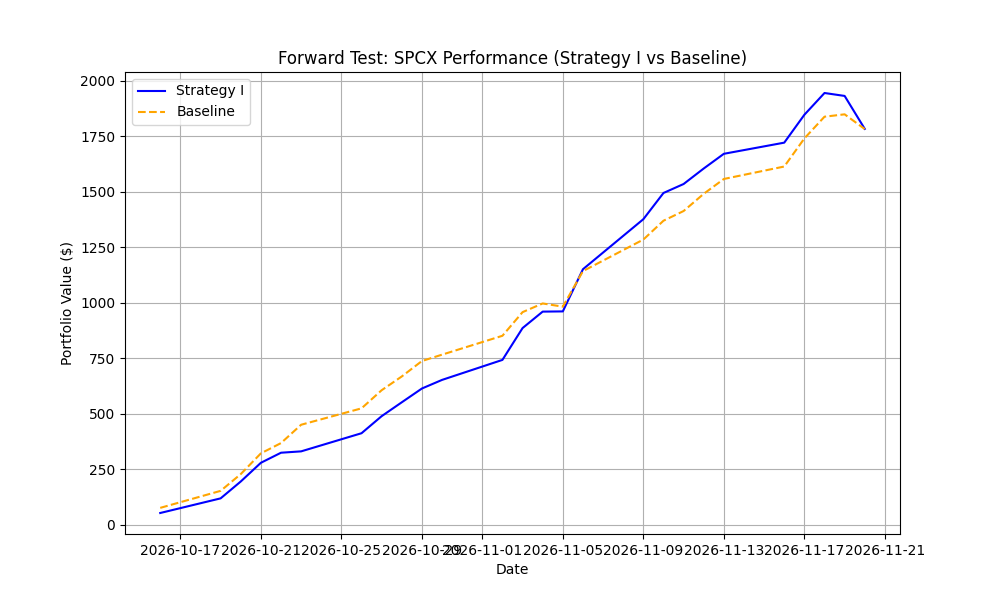 Forward Test: SPCX Performance (Strategy I vs Baseline)
Strategy I
Baseline
Portfolio Value ($)
2000
1750
1500
1250
1000
750
500
250
0
2026-10-17 2026-10-21 2026-10-25 2026-10-29 2026-11-01 2026-11-05 2026-11-09 2026-11-13 2026-11-17 2026-11-21
Date